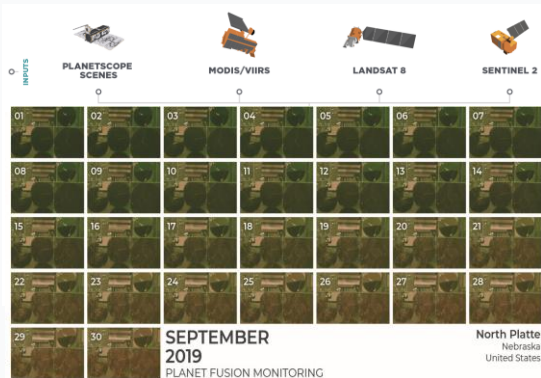 INPUTS
PLANETSCOPE
SCENES
MODIS/VIIRS
LANDSAT 8
SENTINEL 2
01 02 03 04 05 06 07
08 09 10 11 12 13 14
15 16 17 18 19 20 21
22 23 24 25 26 27 28
29 30
SEPTEMBER
2019
PLANET FUSION MONITORING
North Platte
Nebraska
United States